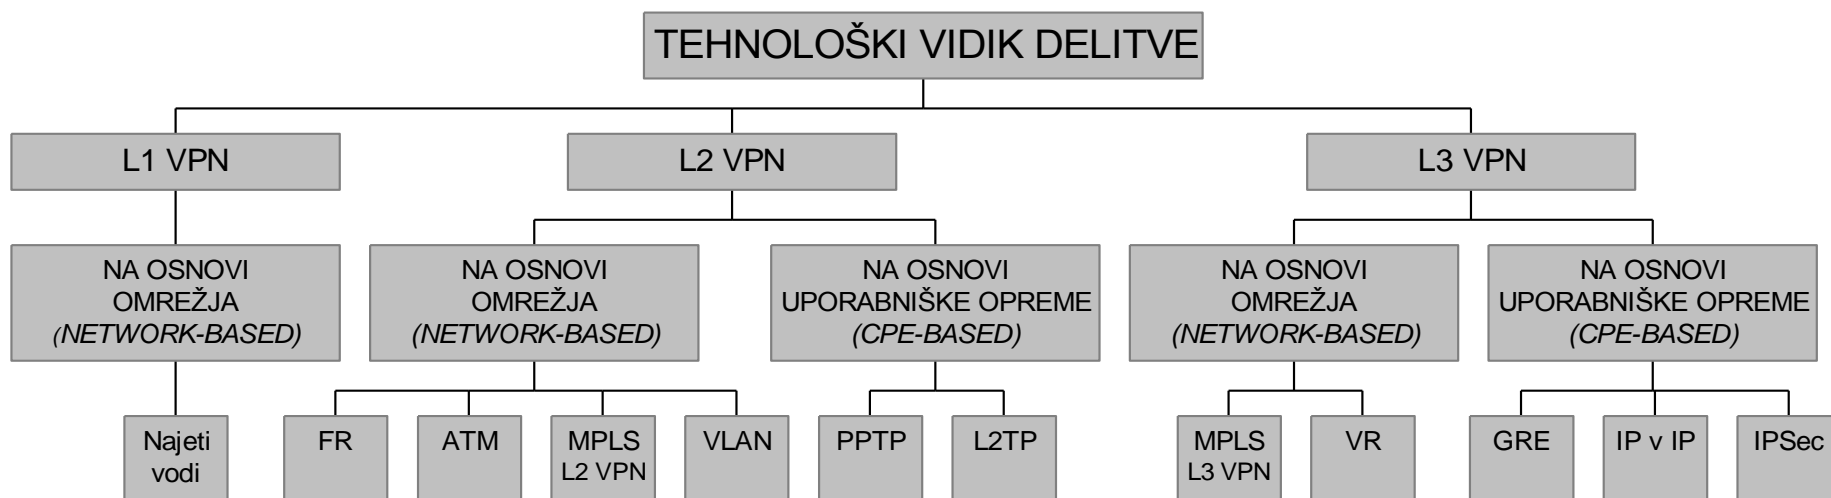 TEHNOLOŠKI VIDIK DELITVE
L1 VPN
L2 VPN
L3 VPN
NA OSNOVI
OMREŽJA
(NETWORK-BASED)
NA OSNOVI
OMREŽJA
(NETWORK-BASED)
NA OSNOVI
UPORABNIŠKE OPREME
(CPE-BASED)
NA OSNOVI
OMREŽJA
(NETWORK-BASED)
NA OSNOVI
UPORABNIŠKE OPREME
(CPE-BASED)
Najeti
vodi
FR
ATM
MPLS
L2 VPN
VLAN
PPTP
L2TP
MPLS
L3 VPN
VR
GRE
IP v IP
IPSec